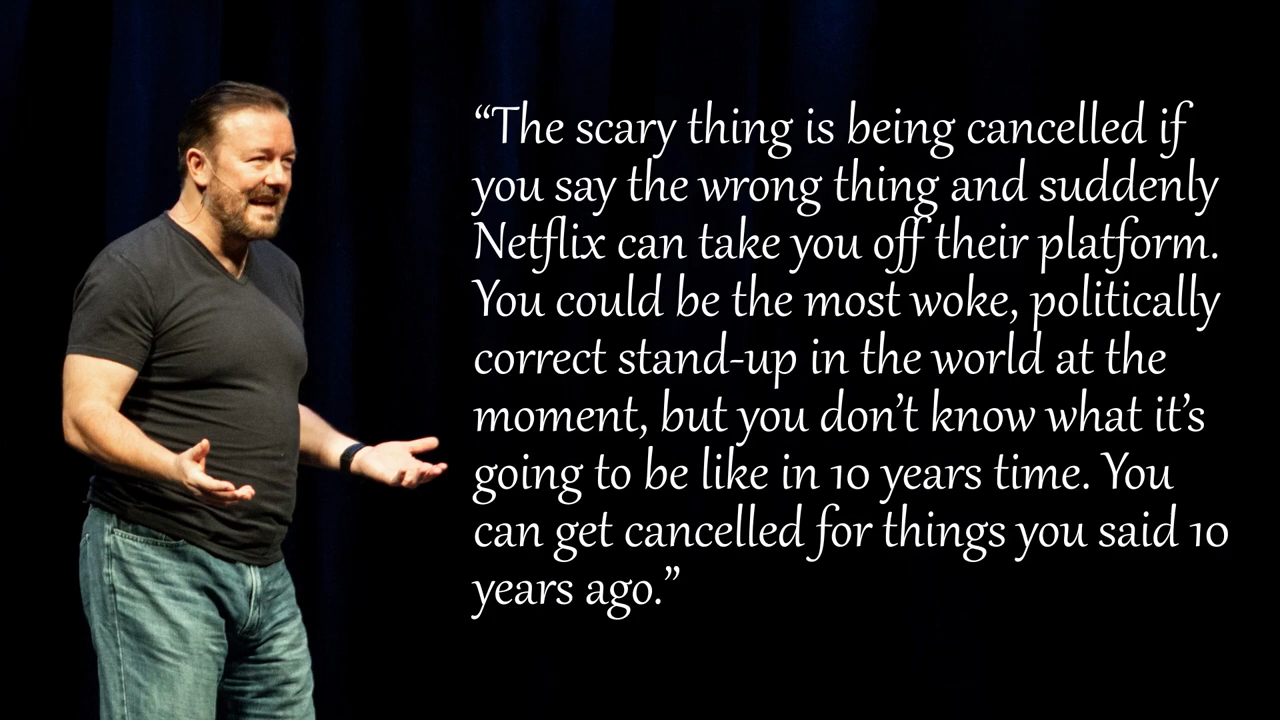 “The scary thing is being cancelled if
you say the wrong thing and suddenly
Netflix can take you off their platform.
You could be the most woke, politically
correct stand-up in the world at the
moment, but you don’t know what it’s
going to be like in 10 years time. You
can get cancelled for things you said 10
years ago.”